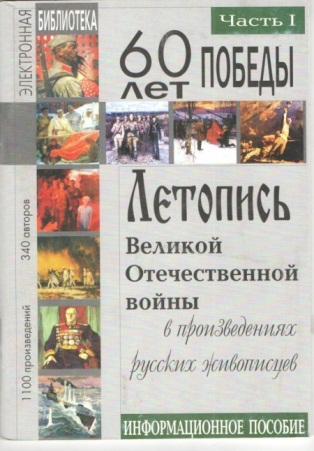 Часть I
ЭЛЕКТРОННАЯ
БИБЛИОТЕКА
60
лет
ПОБЕДЫ
Летопись
Великой
Отечественной
войны
в произведениях
русских живописцев
340 авторов
1100 произведений
ИНФОРМАЦИОННОЕ ПОСОБИЕ